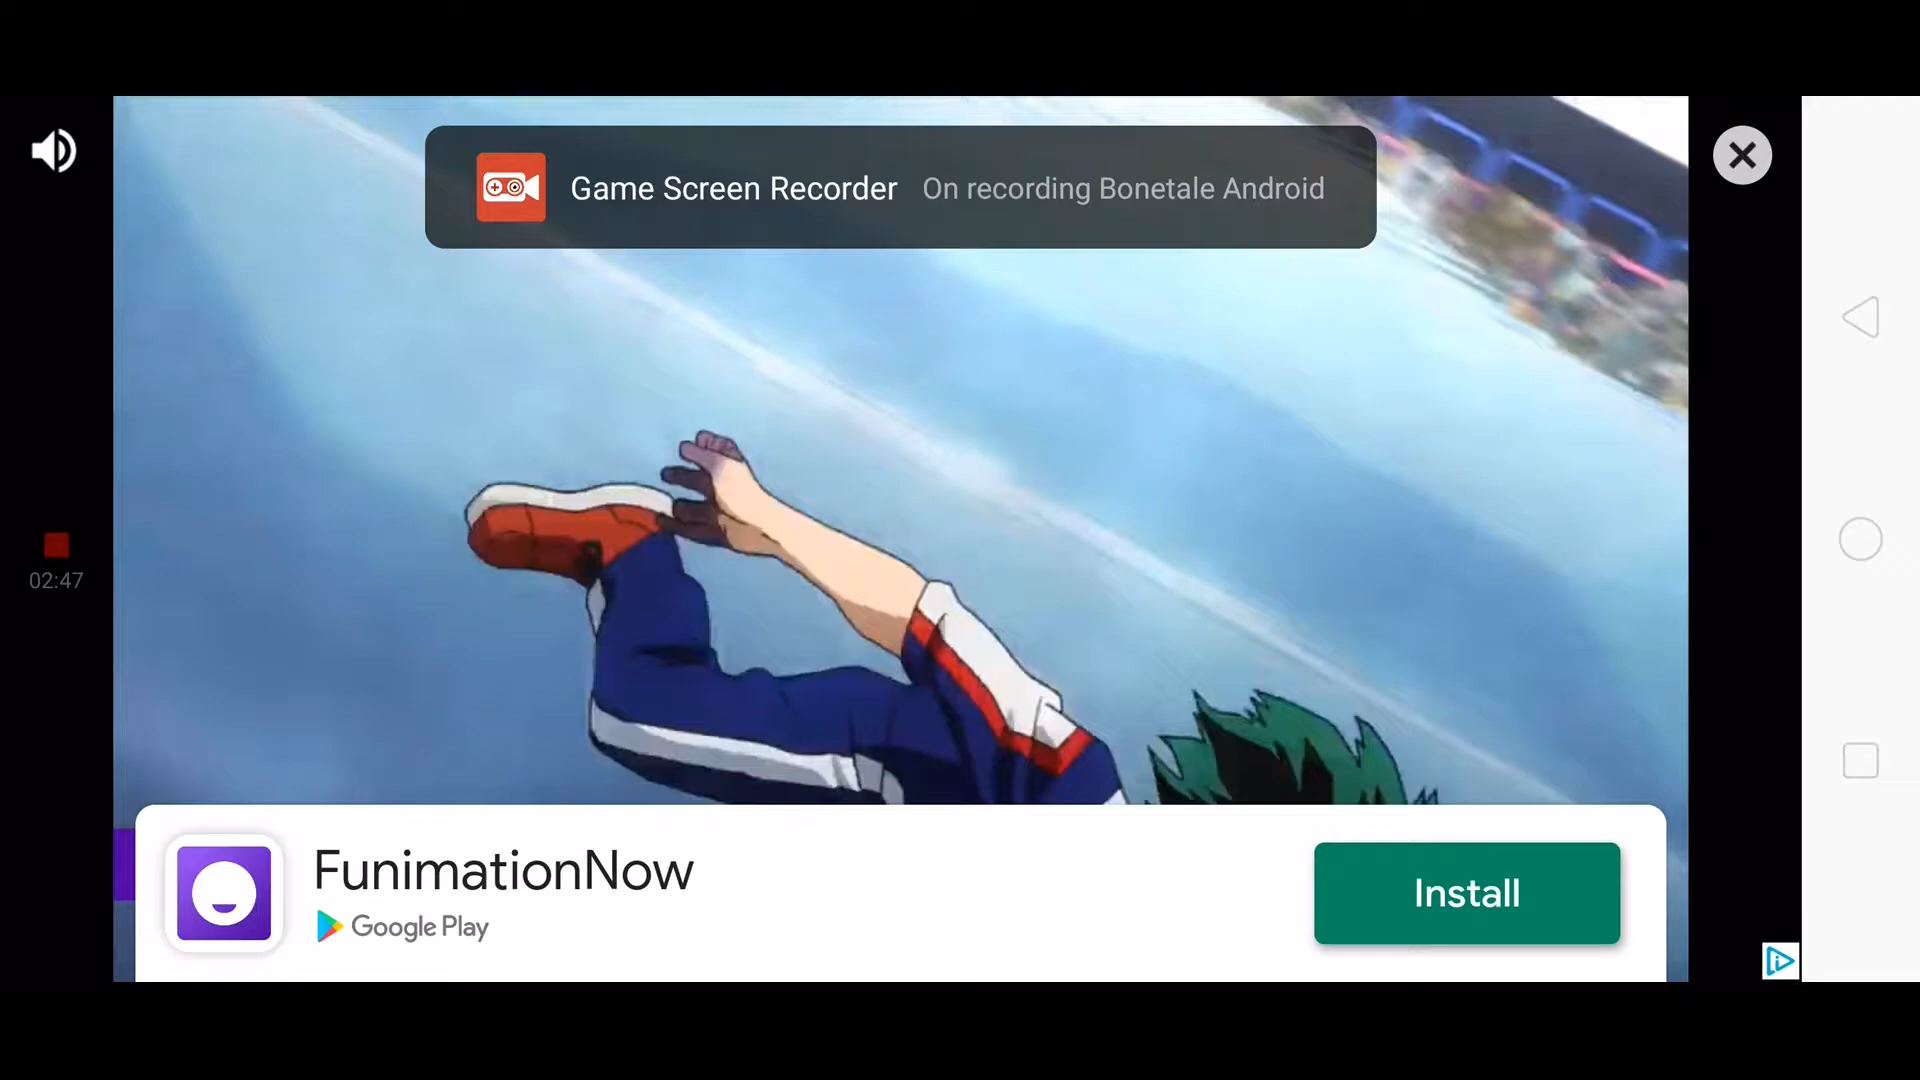 Game Screen Recorder On recording Bonetale Android
02:47
FunimationNow
Google Play
Install